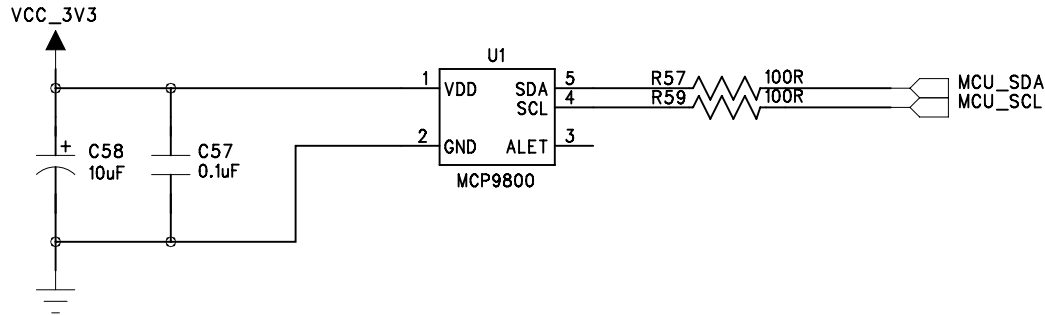 VCC_3V3
U1
1 VDD SDA 5 R57 100R MCU_SDA
SCL 4 R59 100R MCU_SCL
2 GND ALET 3
+ C58 C57
10uF 0.1uF
MCP9800